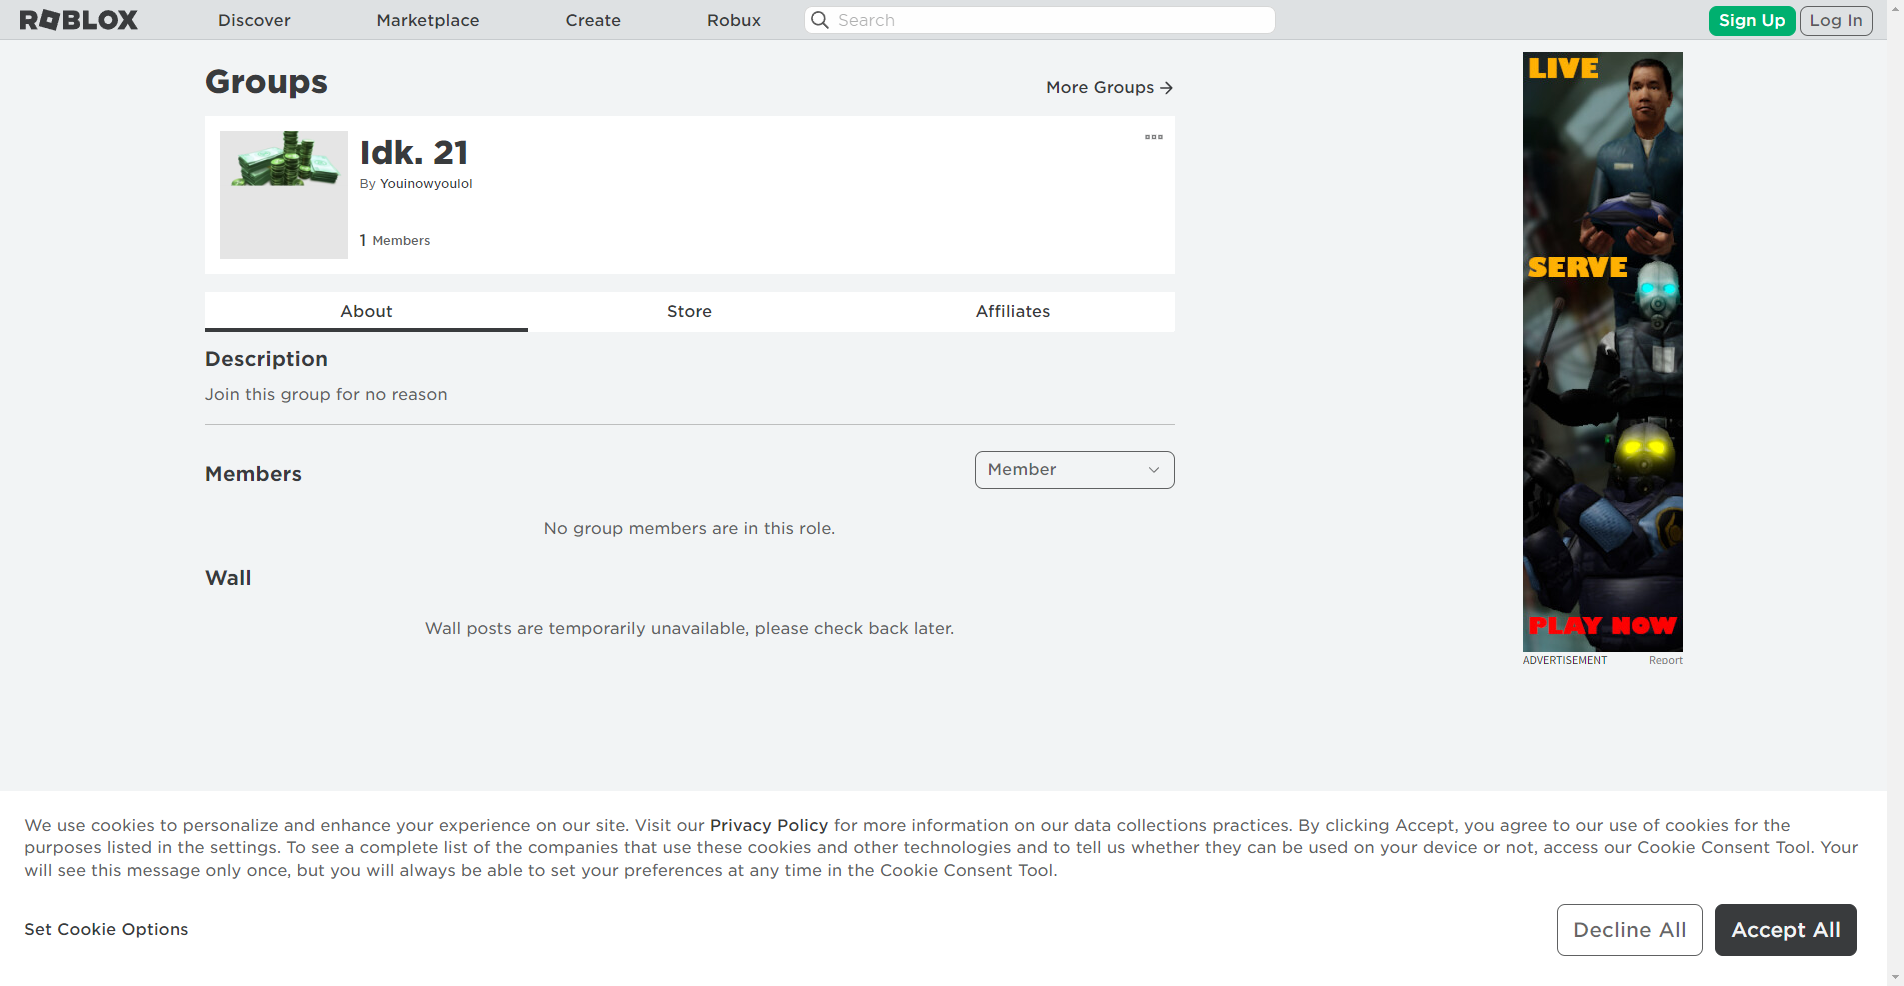 ROBLOX
Discover
Marketplace
Create
Robux
Search
Sign Up
Log In
Groups
More Groups
Idk. 21
By Youinowyoulol
1 Members
About
Store
Affiliates
Description
Join this group for no reason
Members
Member
No group members are in this role.
Wall
Wall posts are temporarily unavailable, please check back later.
LIVE
SERVE
PLAY NOW
ADVERTISEMENT
Report
We use cookies to personalize and enhance your experience on our site. Visit our Privacy Policy for more information on our data collections practices. By clicking Accept, you agree to our use of cookies for the
purposes listed in the settings. To see a complete list of the companies that use these cookies and other technologies and to tell us whether they can be used on your device or not, access our Cookie Consent Tool. Your
will see this message only once, but you will always be able to set your preferences at any time in the Cookie Consent Tool.
Set Cookie Options
Decline All
Accept All